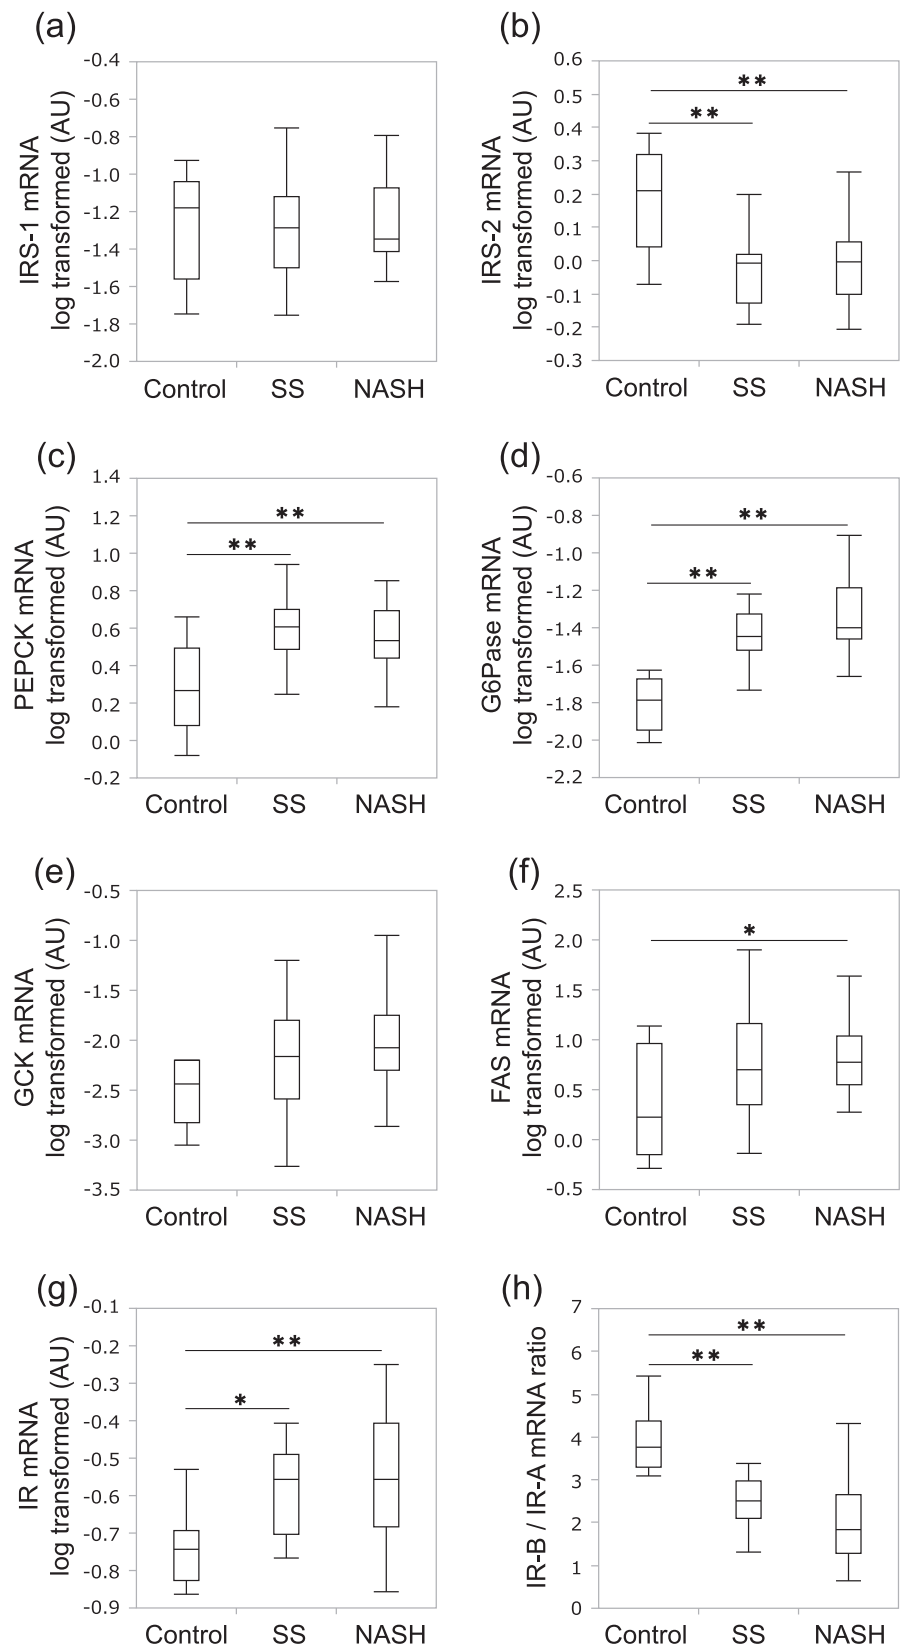 (a)
IRS-1 mRNA
log transformed (AU)
-0.4
-0.6
-0.8
-1.0
-1.2
-1.4
-1.6
-1.8
-2.0
Control SS NASH
(b)
IRS-2 mRNA
log transformed (AU)
0.6
0.5
0.4
0.3
0.2
0.1
0.0
-0.1
-0.2
-0.3
**
**
Control SS NASH
(c)
PEPCK mRNA
log transformed (AU)
1.4
1.2
1.0
0.8
0.6
0.4
0.2
0.0
-0.2
**
**
Control SS NASH
(d)
G6Pase mRNA
log transformed (AU)
-0.6
-0.8
-1.0
-1.2
-1.4
-1.6
-1.8
-2.0
-2.2
**
**
Control SS NASH
(e)
GCK mRNA
log transformed (AU)
-0.5
-1.0
-1.5
-2.0
-2.5
-3.0
-3.5
Control SS NASH
(f)
FAS mRNA
log transformed (AU)
2.5
2.0
1.5
1.0
0.5
0.0
-0.5
*
Control SS NASH
(g)
IR mRNA
log transformed (AU)
-0.1
-0.2
-0.3
-0.4
-0.5
-0.6
-0.7
-0.8
-0.9
**
*
Control SS NASH
(h)
IR-B / IR-A mRNA ratio
7
6
5
4
3
2
1
0
**
**
Control SS NASH